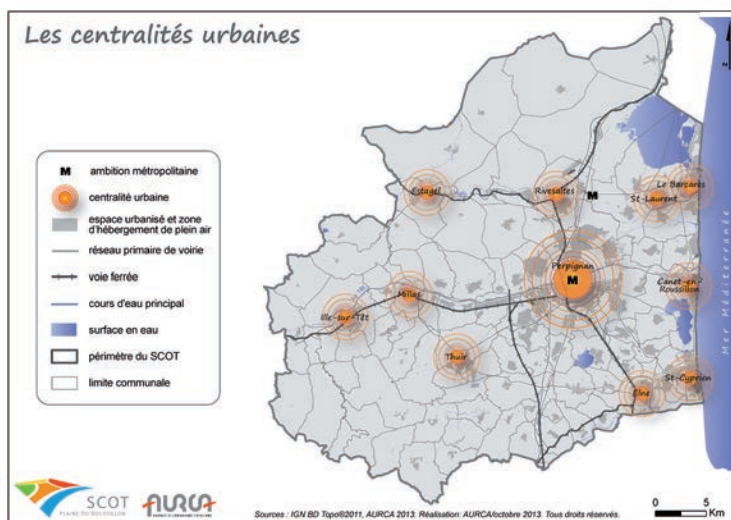 Les centralités urbaines
M ambition métropolitaine
centralité urbaine
espace urbanisé et zone
d'hébergement de plein air
réseau primaire de voirie
voie ferrée
cours d'eau principal
surface en eau
périmètre du SCOT
limite communale
N
Estagel
Rivesaltes
M
Le Barcarès
St-Laurent
Perpignan
M
Canet-en-
Roussillon
Millas
Ille-sur-Têt
Thuir
Elne
St-Cyprien
Mer Méditerranée
SCOT
PLAINE DU ROUSSILLON
AURCA
AGENCE D'URBANISME CATALANE
Sources : IGN BD Topo®2011, AURCA 2013. Réalisation: AURCA/octobre 2013. Tous droits réservés.
0 5
Km